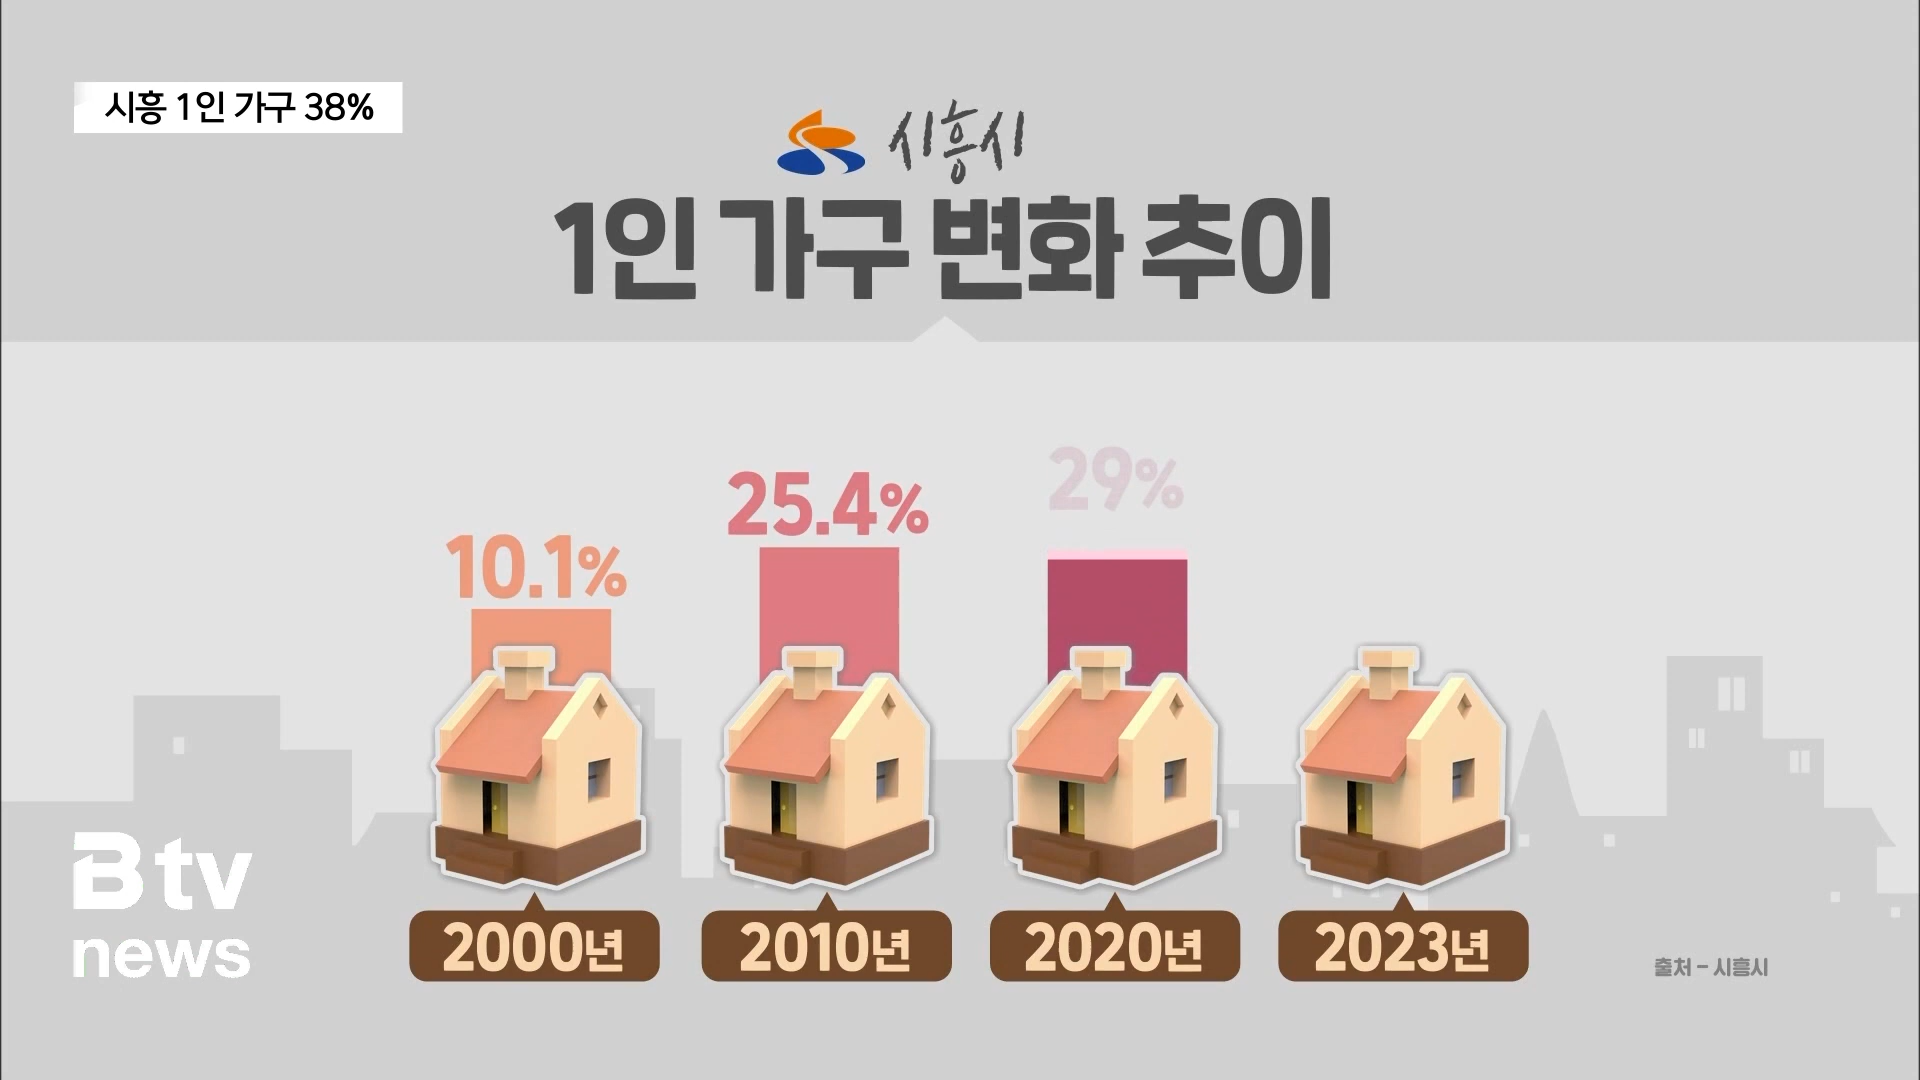 시흥 1인 가구 38%
시흥시
1인 가구 변화 추이
10.1%
25.4%
29%
2000년
2010년
2020년
2023년
출처 - 시흥시
B tv
news